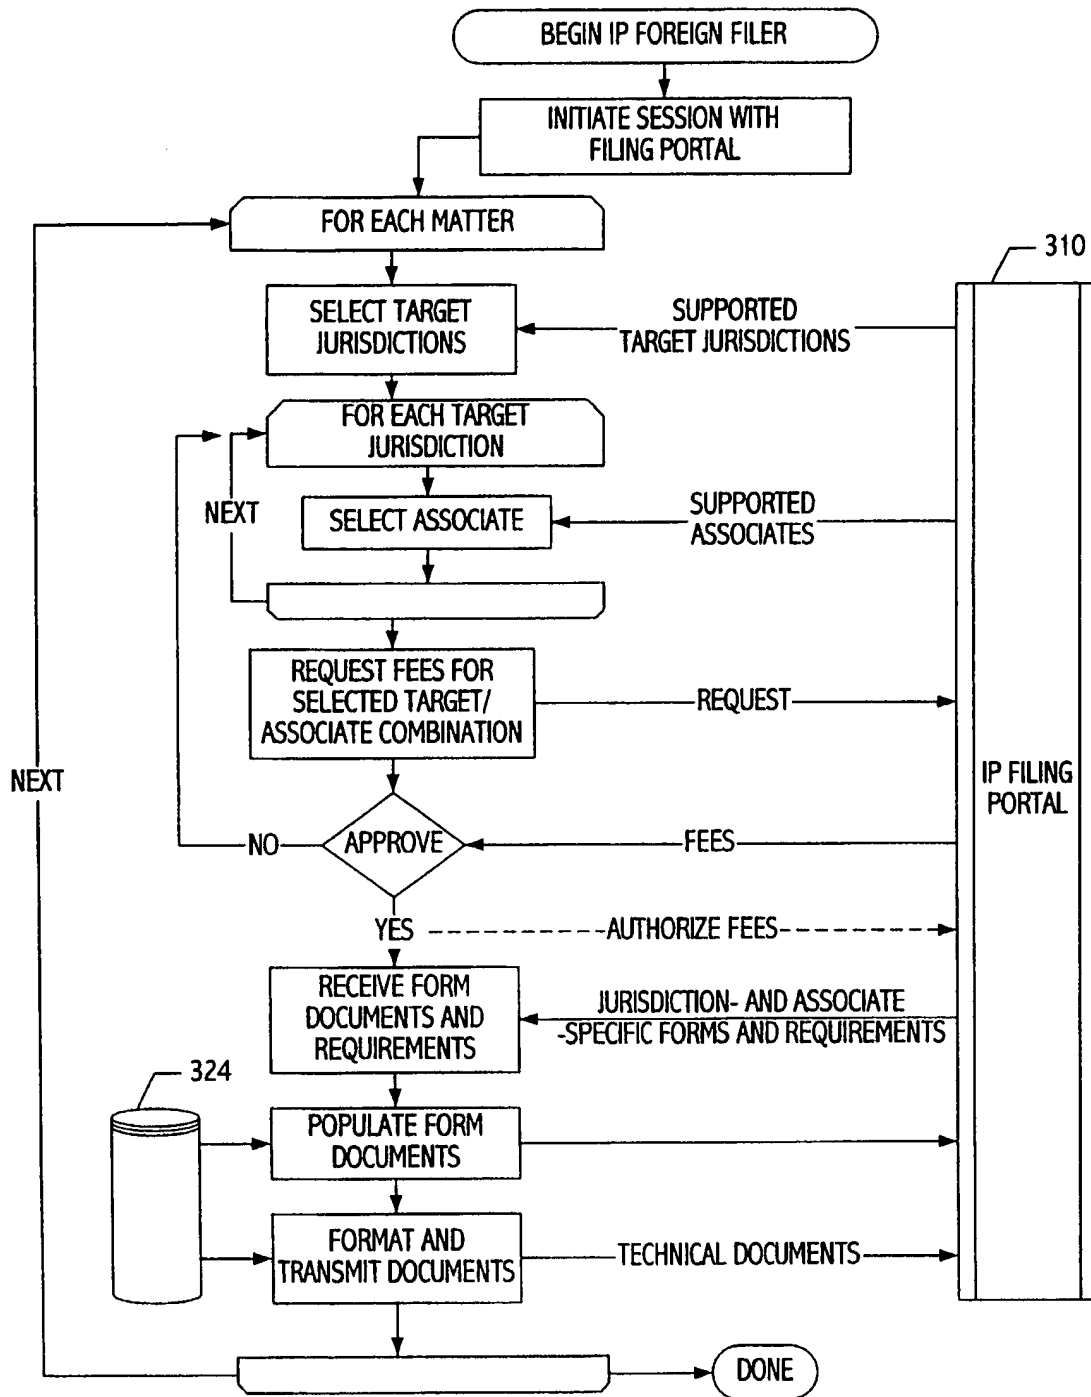 BEGIN IP FOREIGN FILER
INITIATE SESSION WITH
FILING PORTAL
FOR EACH MATTER
310
SELECT TARGET
JURISDICTIONS
SUPPORTED
TARGET JURISDICTIONS
FOR EACH TARGET
JURISDICTION
NEXT
SELECT ASSOCIATE
SUPPORTED
ASSOCIATES
REQUEST FEES FOR
SELECTED TARGET/
ASSOCIATE COMBINATION
REQUEST
NEXT
IP FILING
PORTAL
NO
APPROVE
FEES
YES
AUTHORIZE FEES
RECEIVE FORM
DOCUMENTS AND
REQUIREMENTS
JURISDICTION- AND ASSOCIATE
-SPECIFIC FORMS AND REQUIREMENTS
324
POPULATE FORM
DOCUMENTS
FORMAT AND
TRANSMIT DOCUMENTS
TECHNICAL DOCUMENTS
DONE